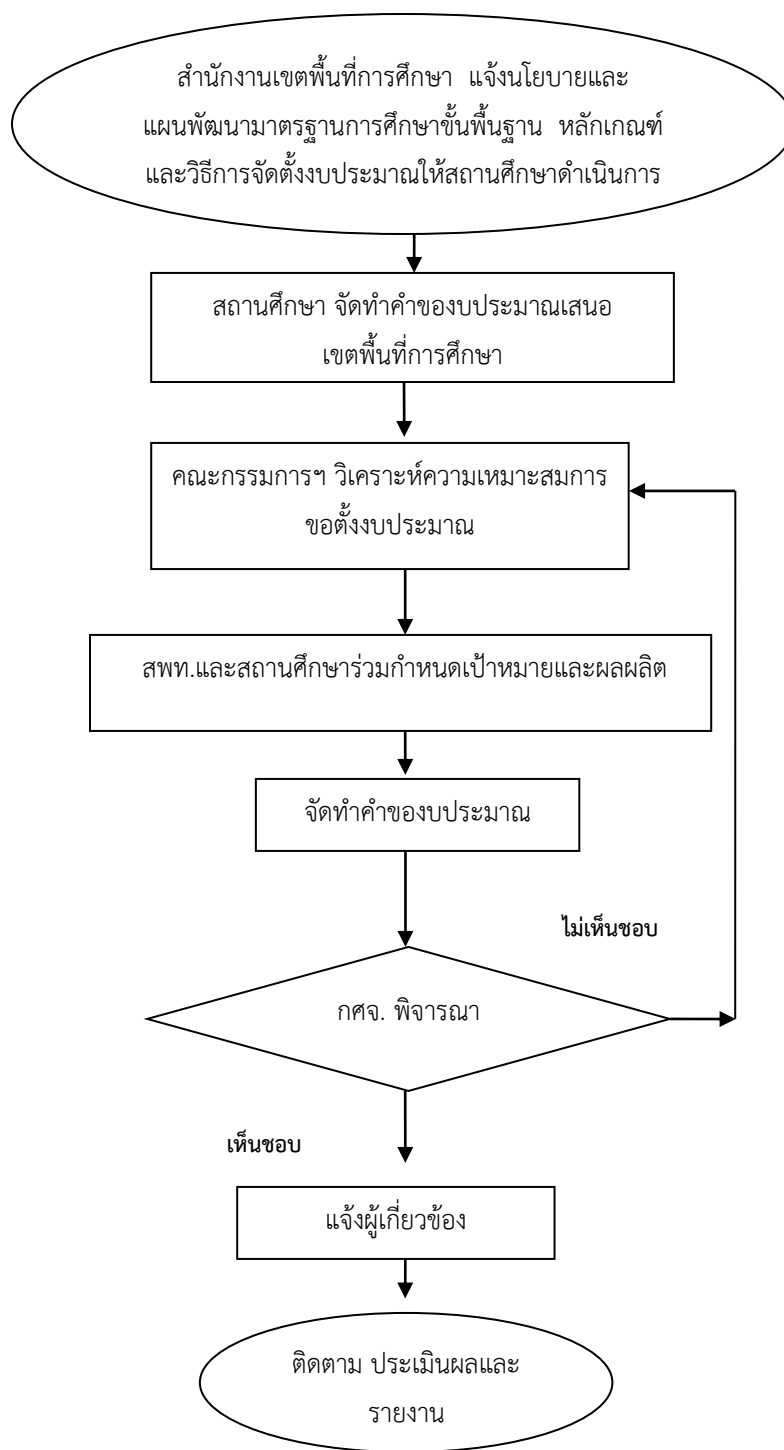 สำนักงานเขตพื้นที่การศึกษา แจ้งนโยบายและ
แผนพัฒนามาตรฐานการศึกษาขั้นพื้นฐาน หลักเกณฑ์
และวิธีการจัดตั้งงบประมาณให้สถานศึกษาดำเนินการ
สถานศึกษา จัดทำคำของบประมาณเสนอ
เขตพื้นที่การศึกษา
คณะกรรมการฯ วิเคราะห์ความเหมาะสมการ
ขอตั้งงบประมาณ
สพท.และสถานศึกษาร่วมกำหนดเป้าหมายและผลผลิต
จัดทำคำของบประมาณ
ไม่เห็นชอบ
กศจ. พิจารณา
เห็นชอบ
แจ้งผู้เกี่ยวข้อง
ติดตาม ประเมินผลและ
รายงาน